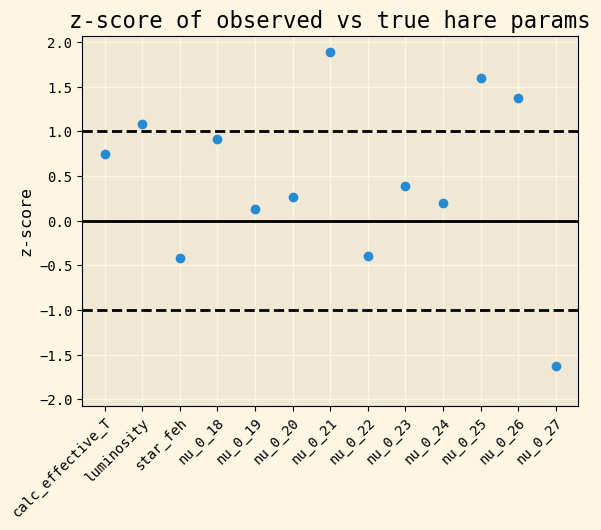 z-score of observed vs true hare params
z-score
2.0
1.5
1.0
0.5
0.0
−0.5
−1.0
−1.5
−2.0
calc_effective_T
luminosity
star_feh
nu_0_18
nu_0_19
nu_0_20
nu_0_21
nu_0_22
nu_0_23
nu_0_24
nu_0_25
nu_0_26
nu_0_27